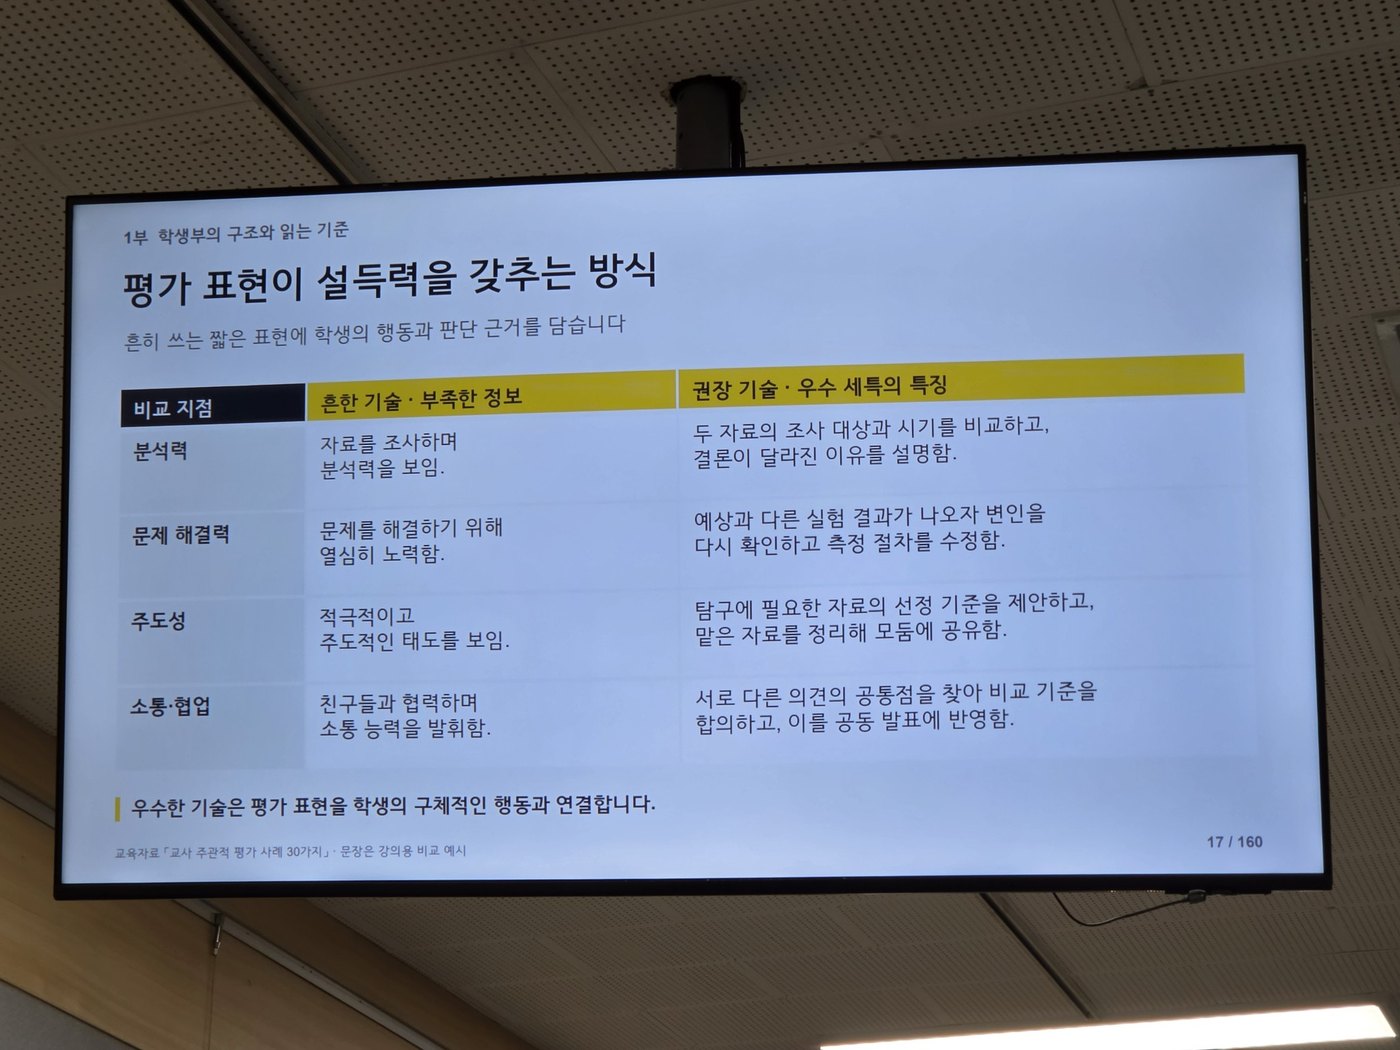 1부 학생부의 구조와 읽는 기준
평가 표현이 설득력을 갖추는 방식
흔히 쓰는 짧은 표현에 학생의 행동과 판단 근거를 담습니다
비교 지점
흔한 기술 · 부족한 정보
권장 기술 · 우수 세특의 특징
분석력
자료를 조사하며
분석력을 보임.
두 자료의 조사 대상과 시기를 비교하고,
결론이 달라진 이유를 설명함.
문제 해결력
문제를 해결하기 위해
열심히 노력함.
예상과 다른 실험 결과가 나오자 변인을
다시 확인하고 측정 절차를 수정함.
주도성
적극적이고
주도적인 태도를 보임.
탐구에 필요한 자료의 선정 기준을 제안하고,
맡은 자료를 정리해 모둠에 공유함.
소통·협업
친구들과 협력하며
소통 능력을 발휘함.
서로 다른 의견의 공통점을 찾아 비교 기준을
합의하고, 이를 공동 발표에 반영함.
우수한 기술은 평가 표현을 학생의 구체적인 행동과 연결합니다.
교육자료 「교사 주관적 평가 사례 30가지」 · 문장은 강의용 비교 예시
17 / 160